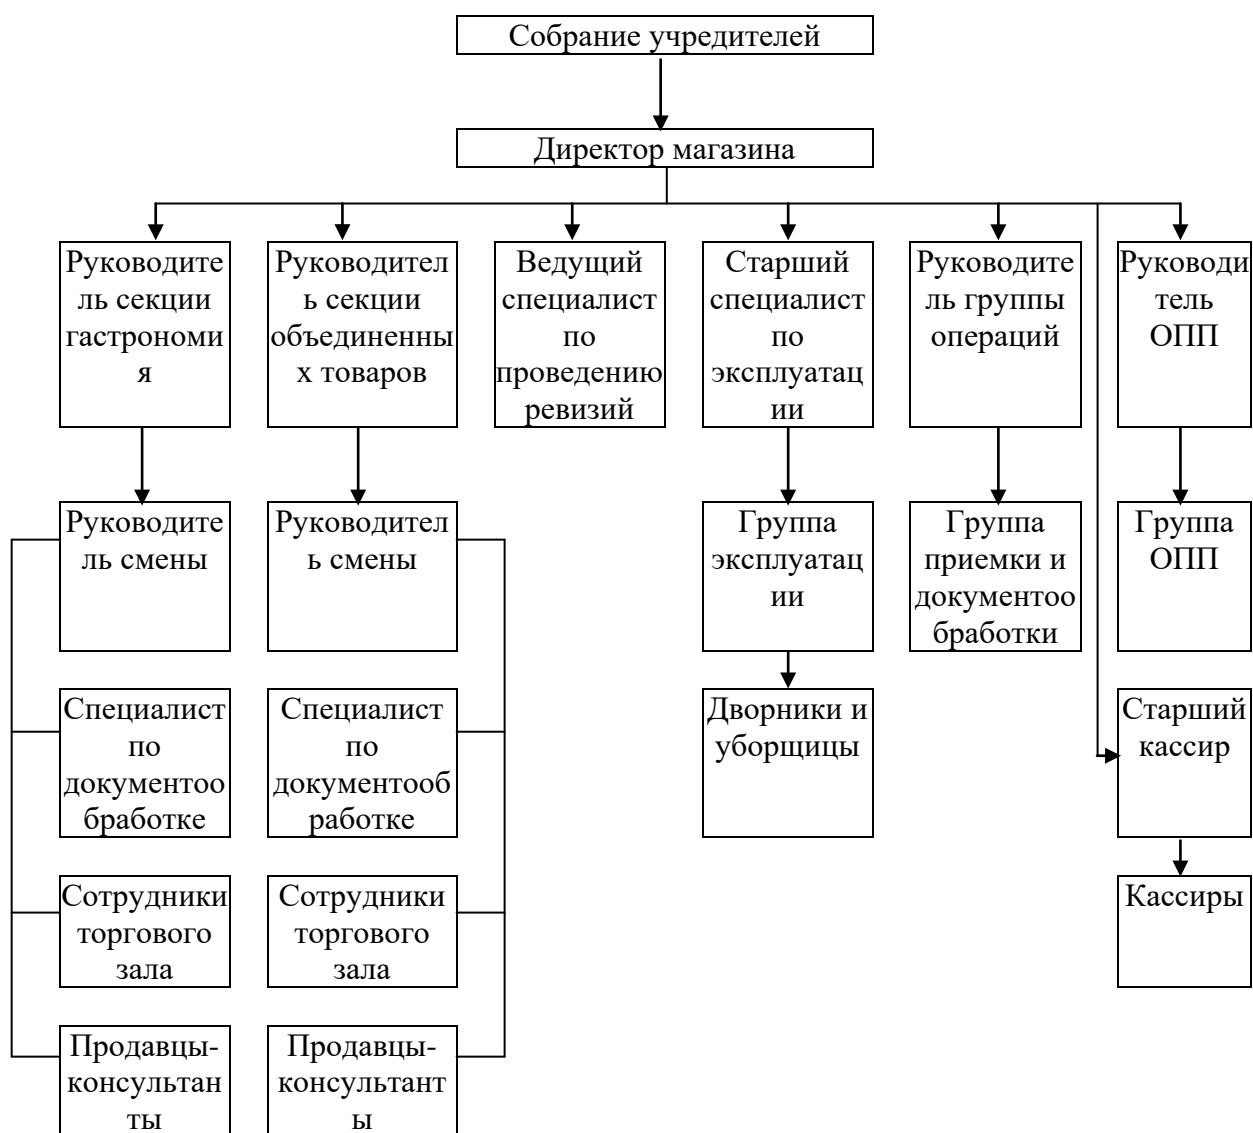 Собрание учредителей
Директор магазина
Руководите
ль секции
гастрономи
я
Руководител
ь секции
объединенны
х товаров
Ведущий
специалист
по
проведению
ревизий
Старший
специалист
по
эксплуатац
ии
Руководите
ль группы
операций
Руководи
тель
ОПП
Руководите
ль смены
Руководител
ь смены
Группа
эксплуатац
ии
Группа
приемки и
документоо
бработки
Группа
ОПП
Специалист
по
документоо
бработке
Специалист
по
документооб
работке
Дворники и
уборщицы
Старший
кассир
Сотрудники
торгового
зала
Сотрудники
торгового
зала
Кассиры
Продавцы-
консультан
ты
Продавцы-
консультант
ы